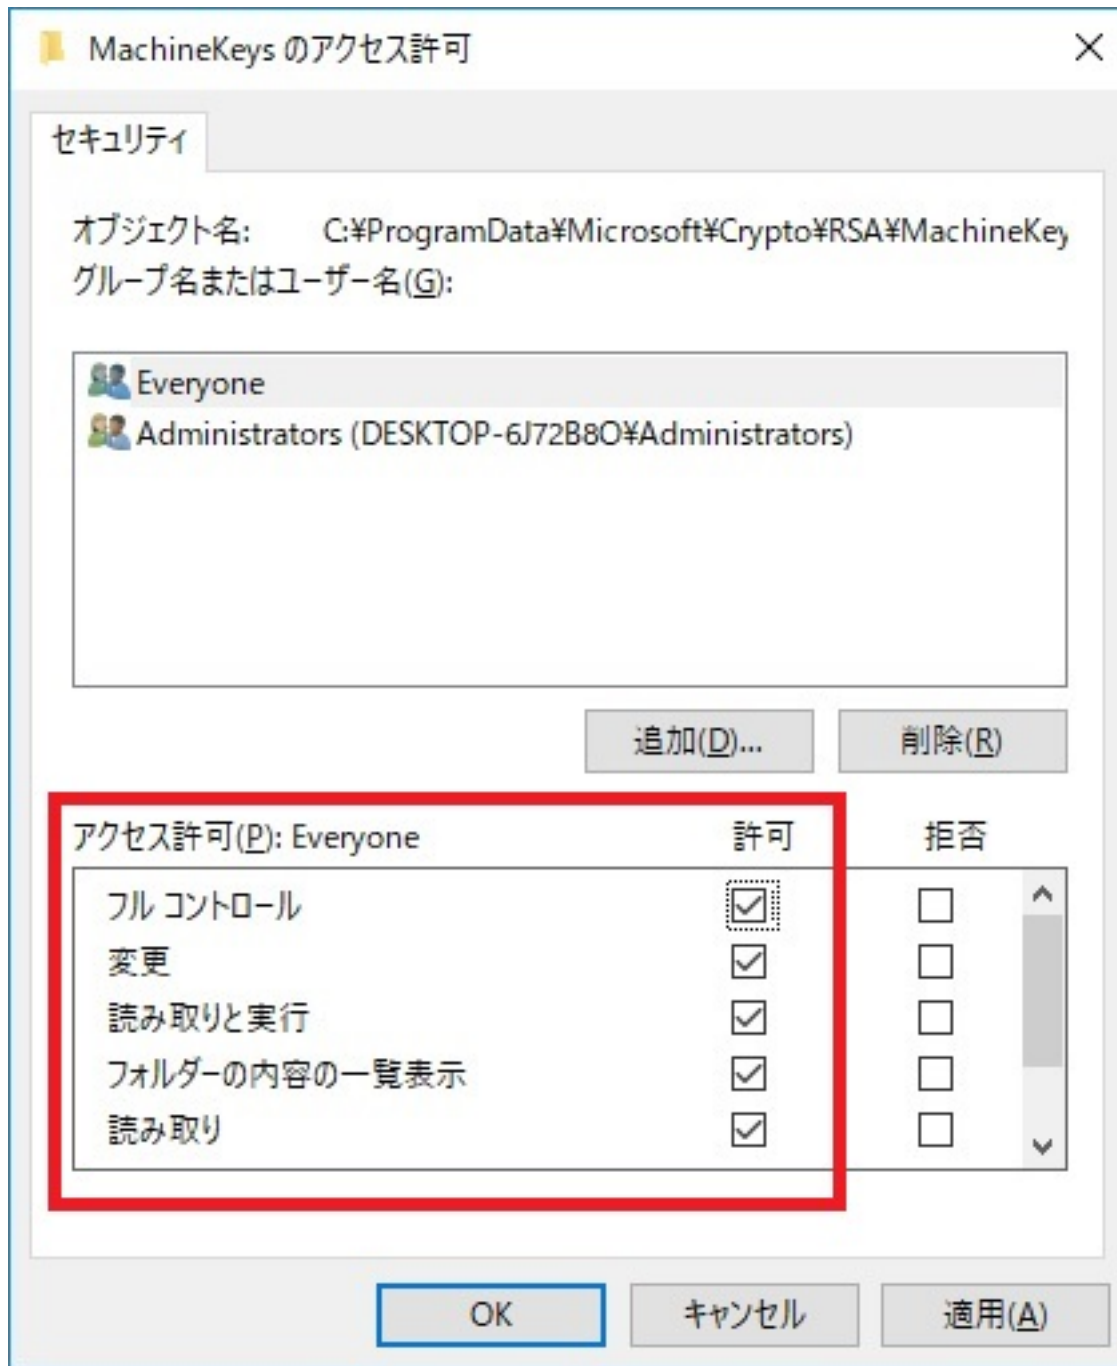 MachineKeys のアクセス許可
セキュリティ
オブジェクト名: C:¥ProgramData¥Microsoft¥Crypto¥RSA¥MachineKey
グループ名またはユーザー名(G):
Everyone
Administrators (DESKTOP-6J72B8O¥Administrators)
追加(D)... 削除(R)
アクセス許可(P): Everyone 許可 拒否
フル コントロール
変更
読み取りと実行
フォルダーの内容の一覧表示
読み取り
OK キャンセル 適用(A)